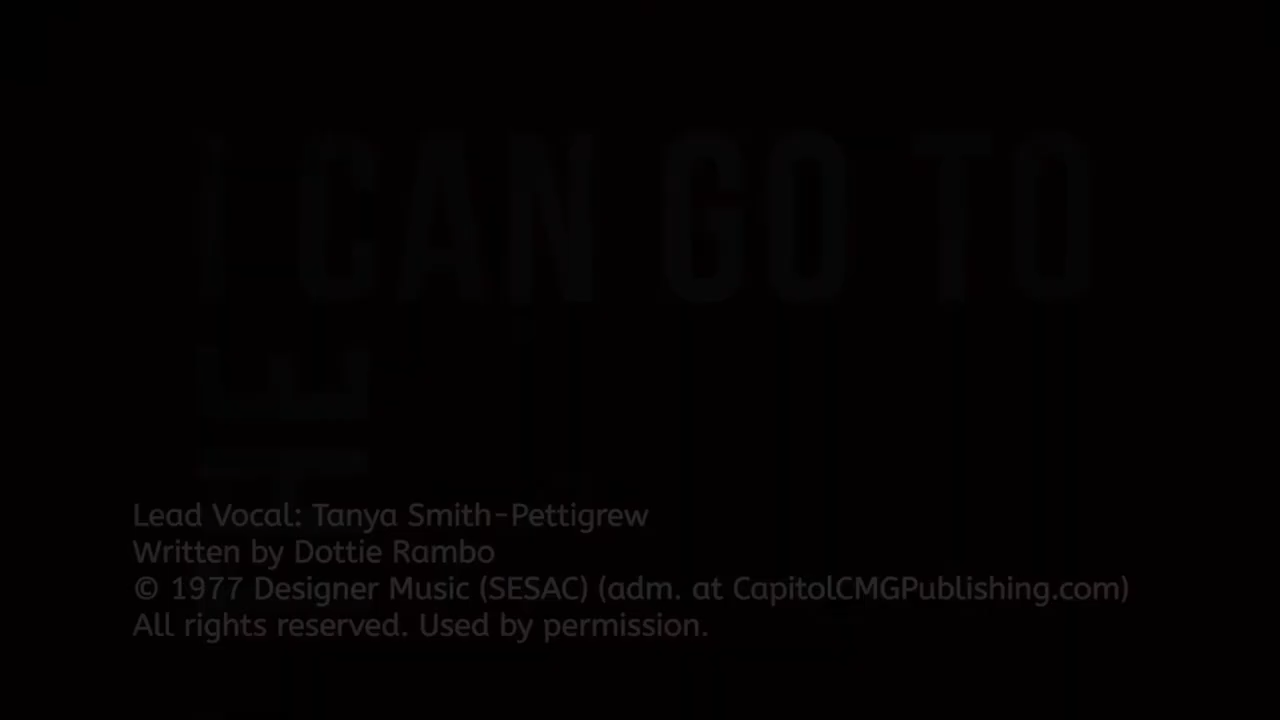 I CAN GO TO
Lead Vocal: Tanya Smith-Pettigrew
Written by Dottie Rambo
© 1977 Designer Music (SESAC) (adm. at CapitolCMGPublishing.com)
All rights reserved. Used by permission.